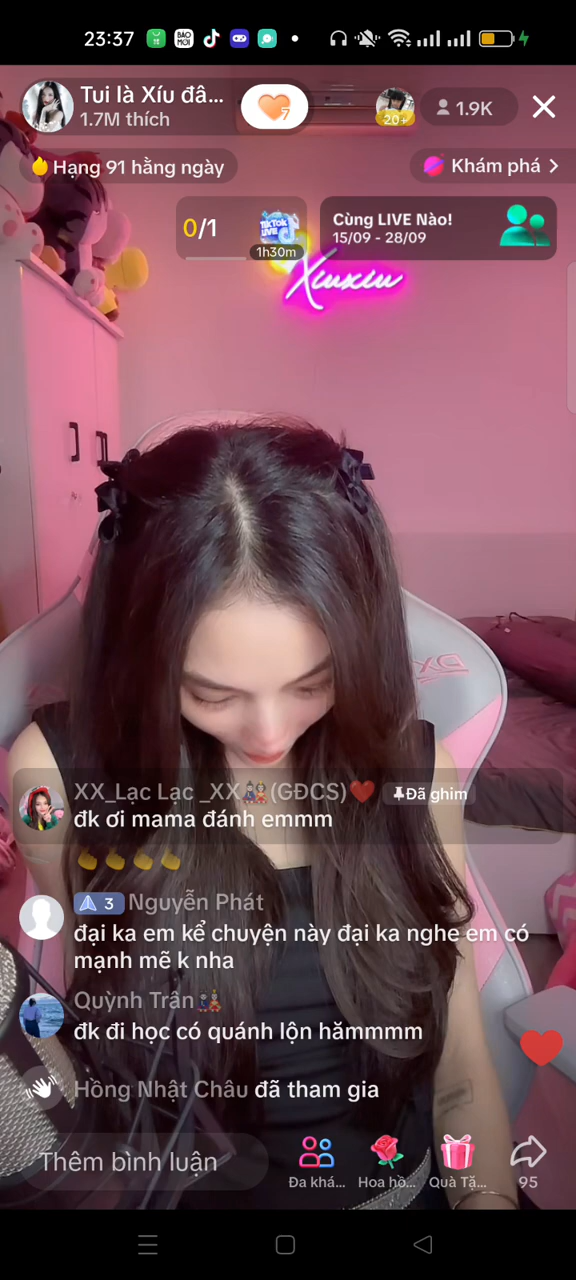 23:37
BÁO MỚI
Tui là Xíu đâ...
1.7M thích
7
20+
1.9K
Hạng 91 hằng ngày
Khám phá
0/1
TIKTOK LIVE
1h30m
Cùng LIVE Nào!
15/09 - 28/09
Xiuxiu
XX_Lạc Lạc _XX(GĐCS)
Đã ghim
đk ơi mama đánh emmm
3
Nguyễn Phát
đại ka em kể chuyện này đại ka nghe em có
mạnh mẽ k nha
Quỳnh Trân
đk đi học có quánh lộn hămmmm
Hồng Nhật Châu đã tham gia
Thêm bình luận
Đa khá...
Hoa hồ...
Quà Tặ...
95